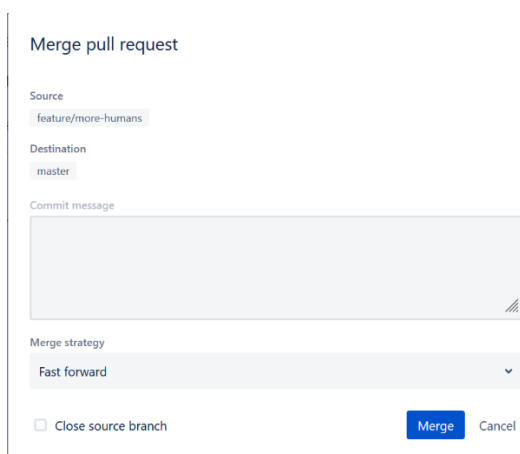 Merge pull request
Source
feature/more-humans
Destination
master
Commit message
Merge strategy
Fast forward
Close source branch
Merge Cancel